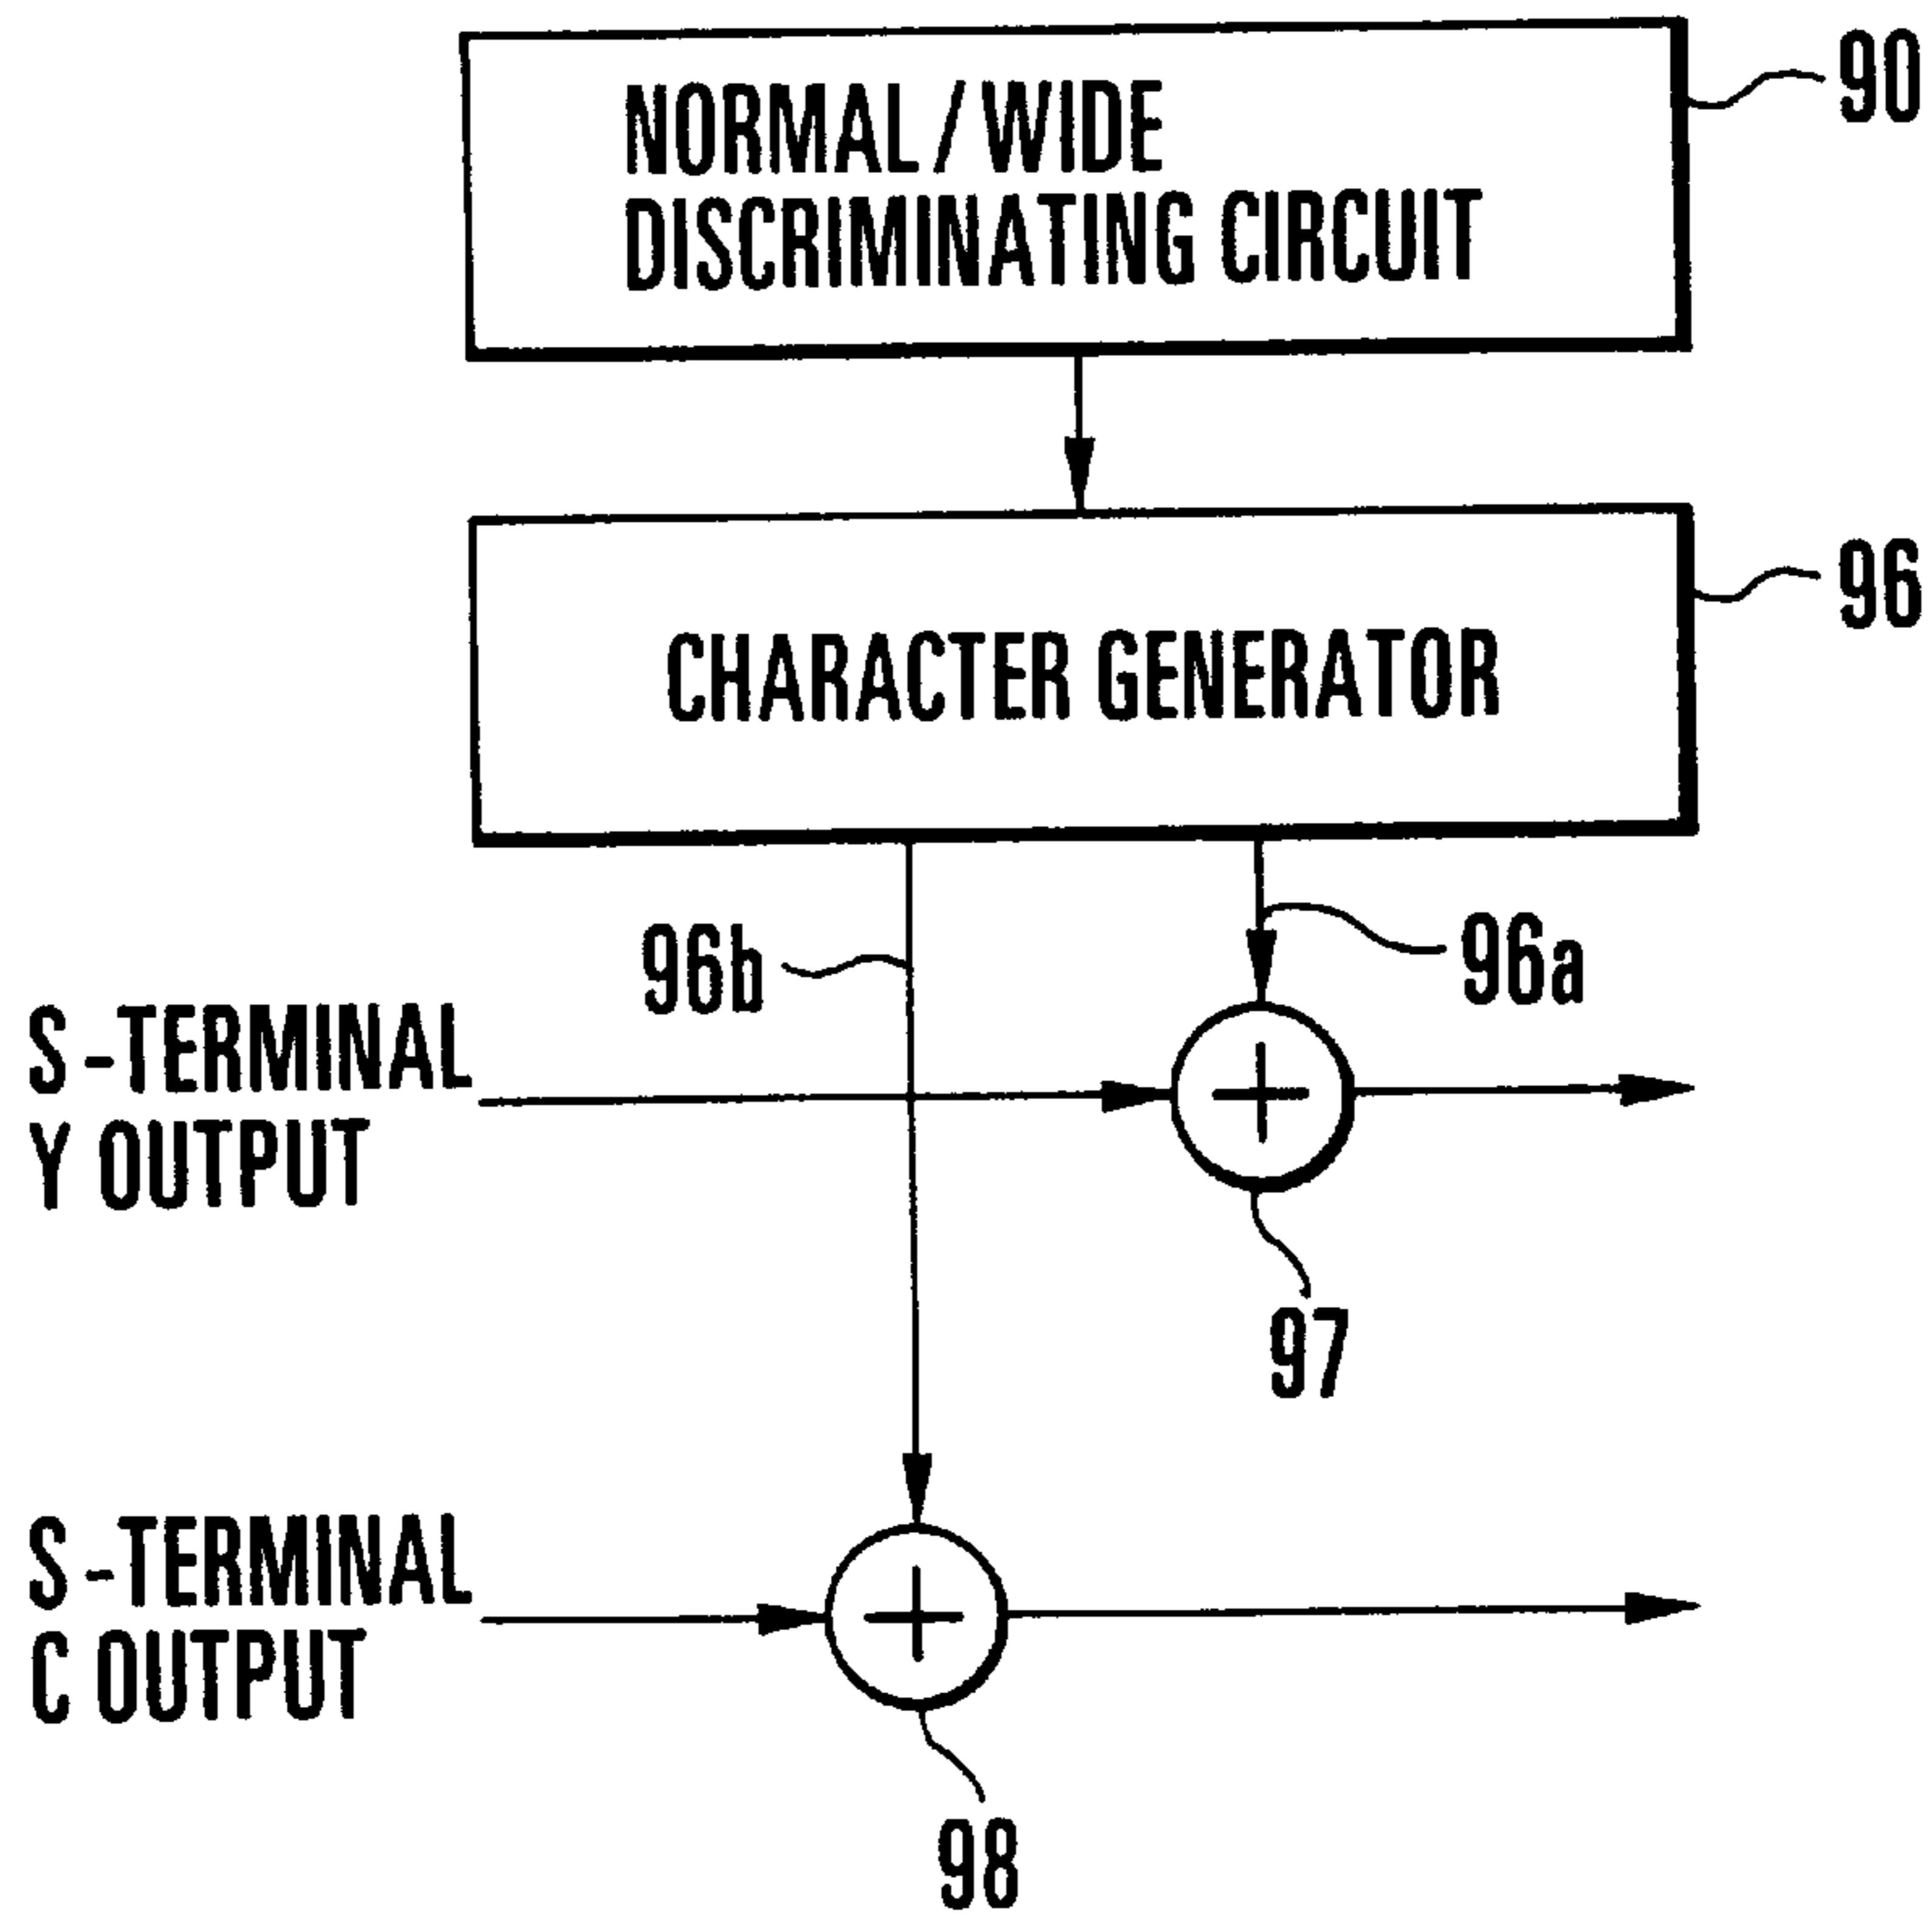 NORMAL/WIDE
DISCRIMINATING CIRCUIT
90
CHARACTER GENERATOR
96
96b
96a
S-TERMINAL
Y OUTPUT
97
S-TERMINAL
C OUTPUT
98